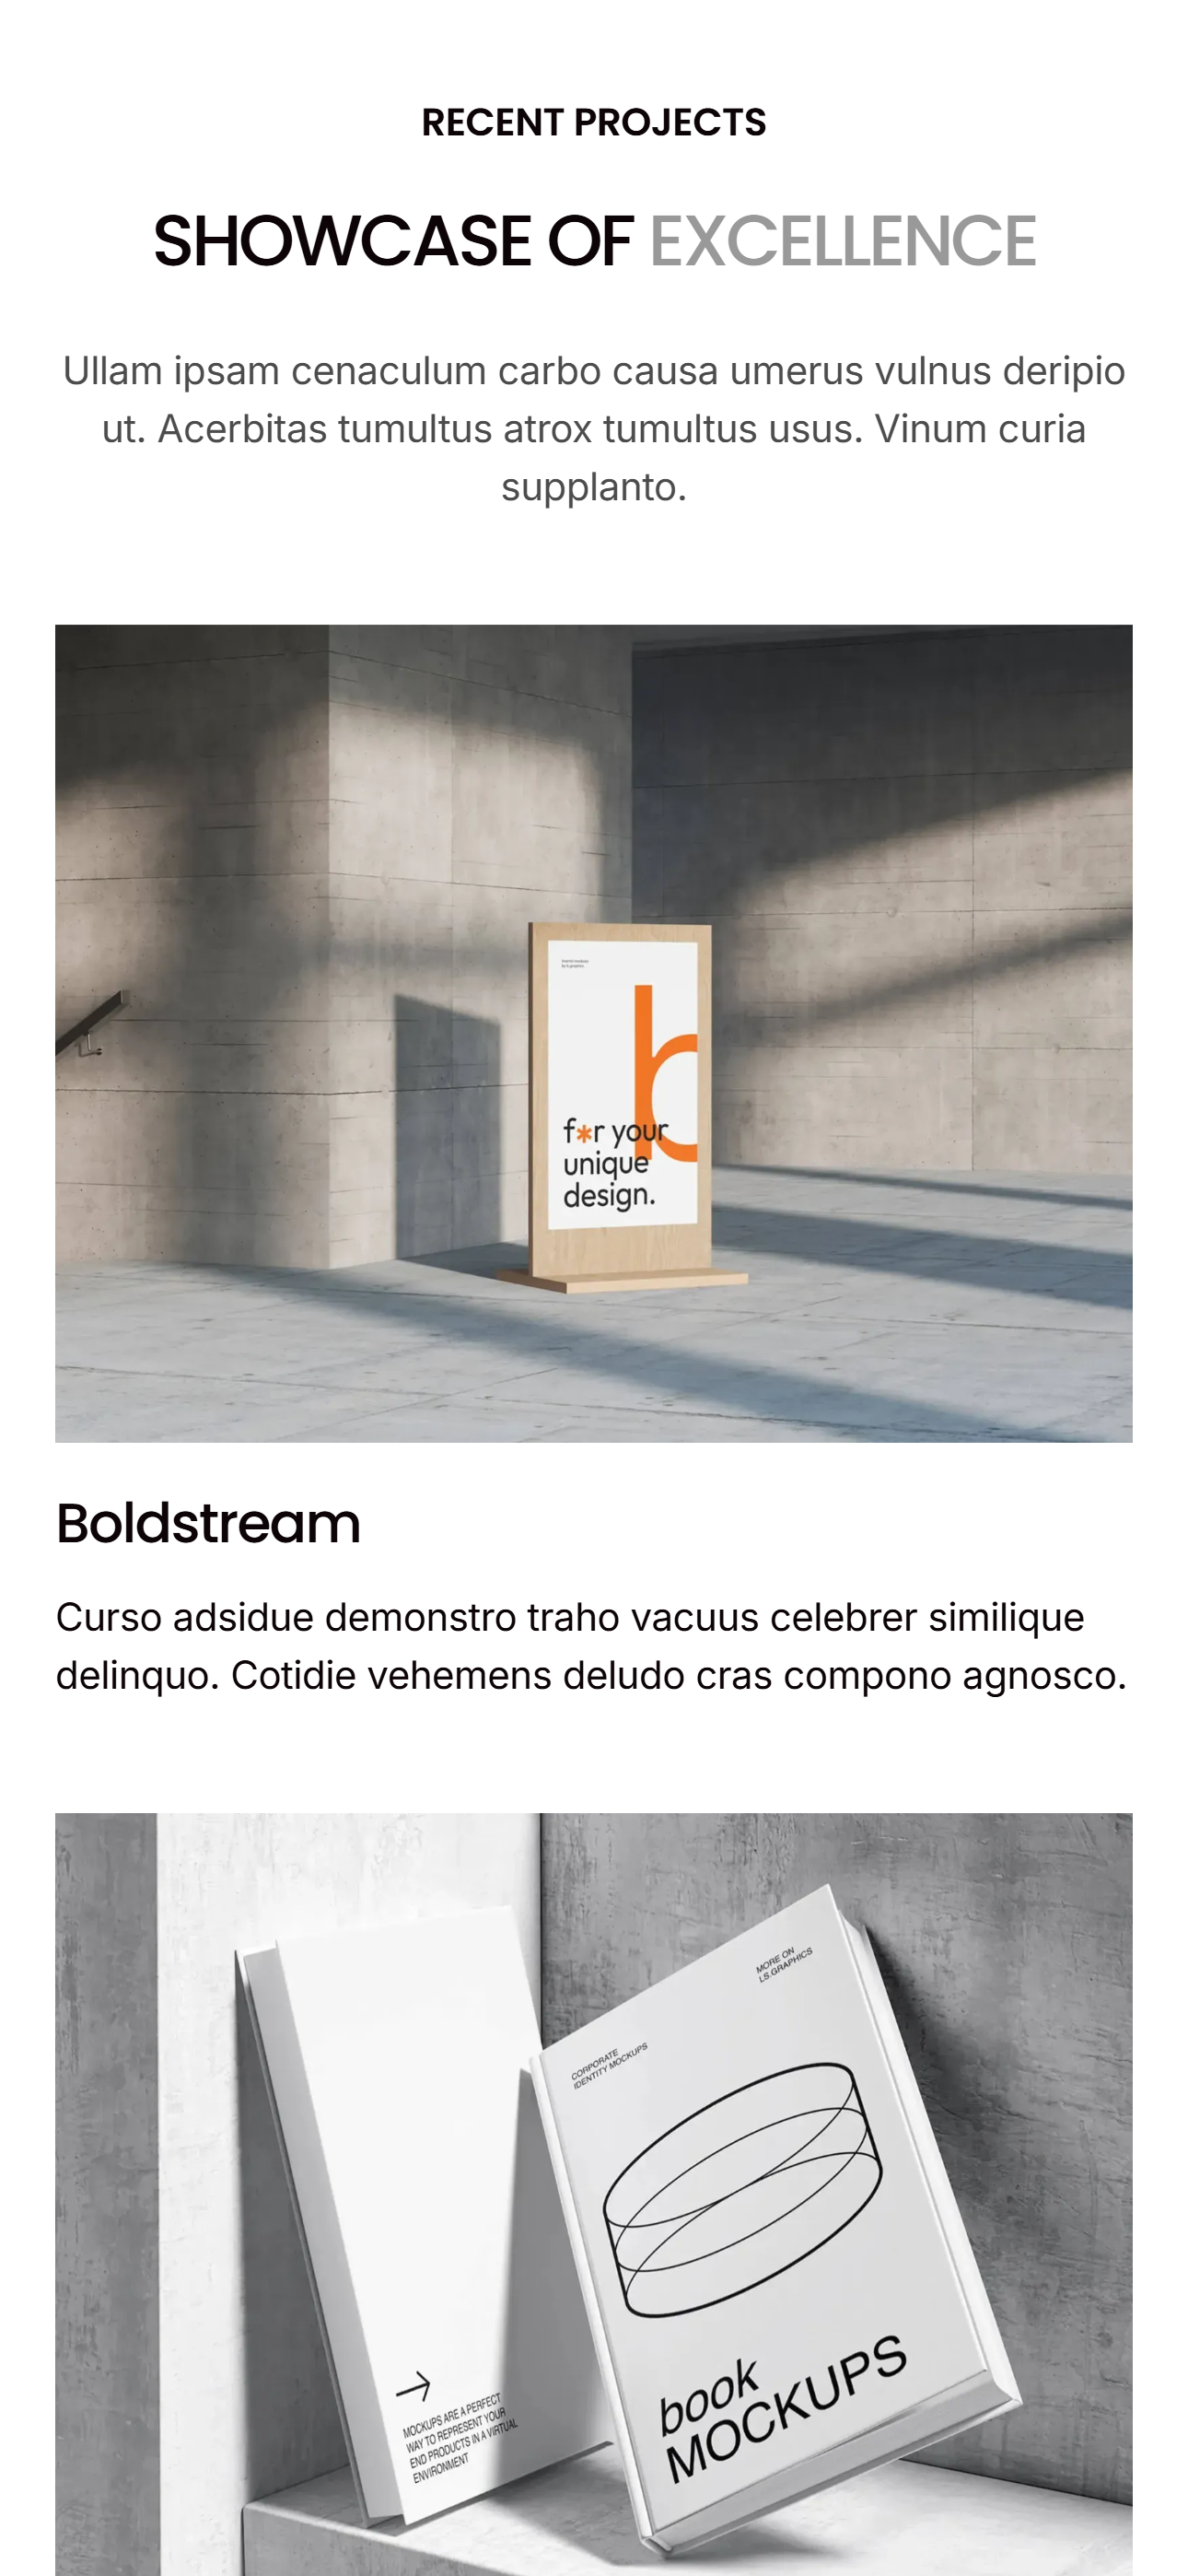 RECENT PROJECTS
SHOWCASE OF EXCELLENCE
Ullam ipsam cenaculum carbo causa umerus vulnus deripio
ut. Acerbitas tumultus atrox tumultus usus. Vinum curia
supplanto.
b
f*r your
unique
design.
Boldstream
Curso adsidue demonstro traho vacuus celebrer similique
delinquo. Cotidie vehemens deludo cras compono agnosco.
MORE ON
LS.GRAPHICS
CORPORATE
IDENTITY MOCKUPS
book
MOCKUPS
MOCKUPS ARE A PERFECT
WAY TO REPRESENT YOUR
END PRODUCTS IN A VIRTUAL
ENVIRONMENT